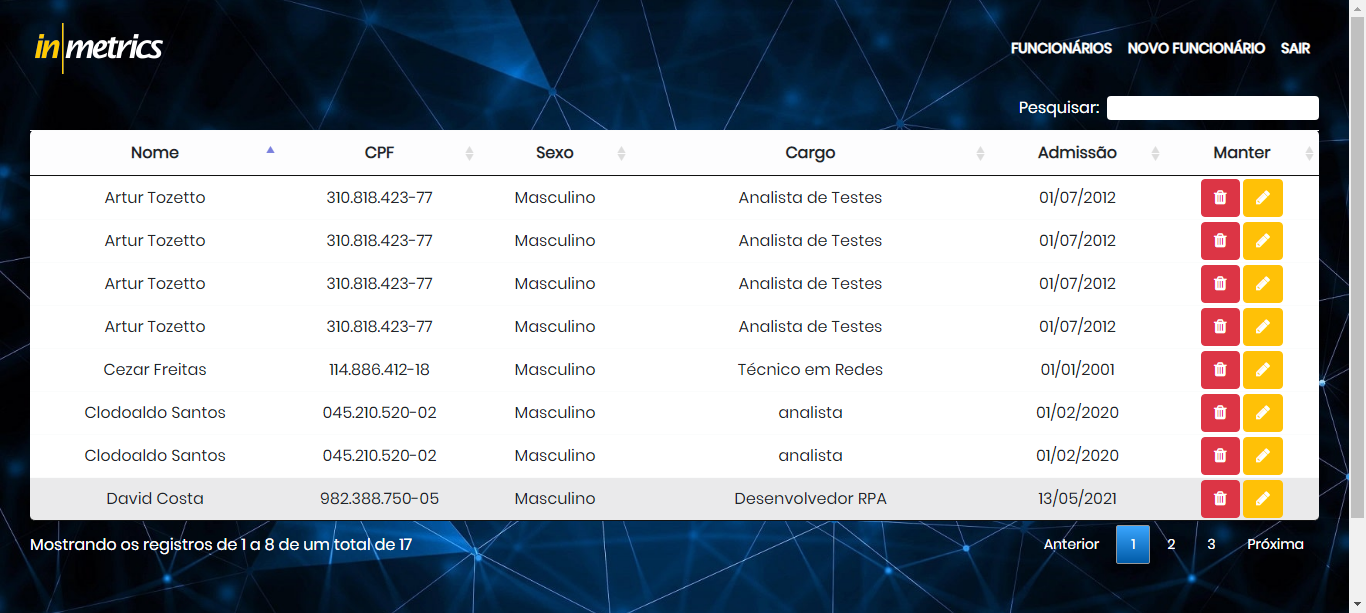 in|metrics
FUNCIONÁRIOS NOVO FUNCIONÁRIO SAIR
Pesquisar:
Nome CPF Sexo Cargo Admissão Manter
Artur Tozetto 310.818.423-77 Masculino Analista de Testes 01/07/2012
Artur Tozetto 310.818.423-77 Masculino Analista de Testes 01/07/2012
Artur Tozetto 310.818.423-77 Masculino Analista de Testes 01/07/2012
Artur Tozetto 310.818.423-77 Masculino Analista de Testes 01/07/2012
Cezar Freitas 114.886.412-18 Masculino Técnico em Redes 01/01/2001
Clodoaldo Santos 045.210.520-02 Masculino analista 01/02/2020
Clodoaldo Santos 045.210.520-02 Masculino analista 01/02/2020
David Costa 982.388.750-05 Masculino Desenvolvedor RPA 13/05/2021
Mostrando os registros de 1 a 8 de um total de 17 Anterior 1 2 3 Próxima